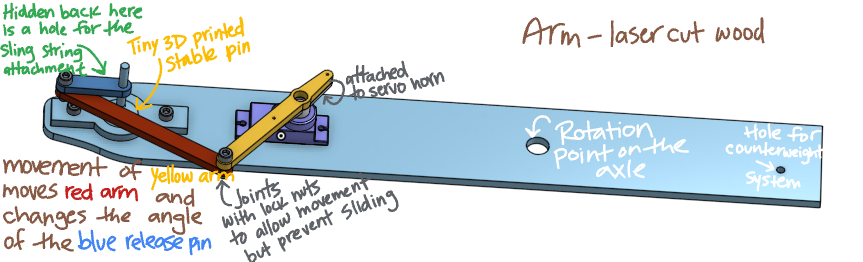 Hidden back here
is a hole for the
Sling string
attachment
Tiny 3D printed
Stable pin
attached
to servo horn
Arm - laser cut wood
Rotation
Point on the
axle
Hole for
counterweight
System
movement of yellow arm
moves red arm and
changes the angle
of the blue release pin
Joints
with lock nuts
to allow movement
but prevent sliding